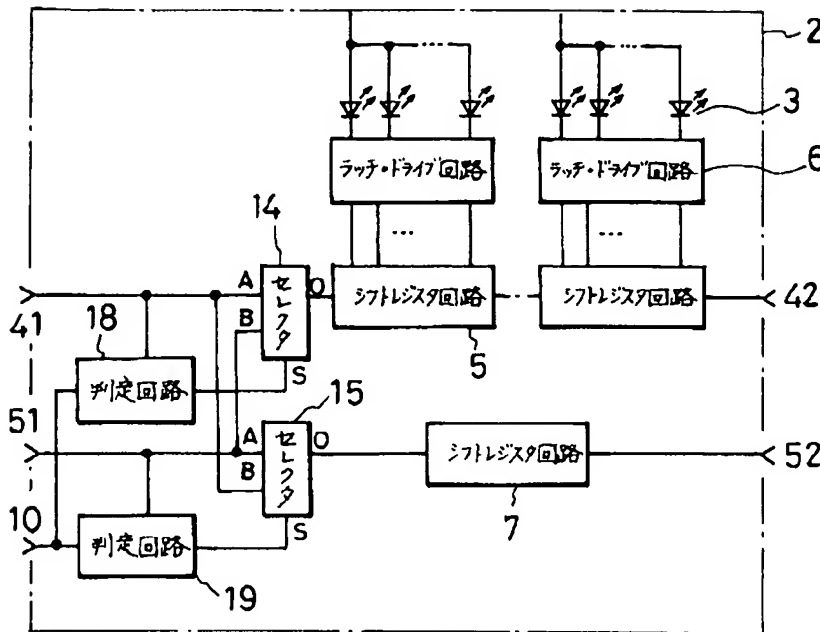 2
3
ラッチ・ドライブ回路
ラッチ・ドライブ回路
6
14
...
...
41
A
B
セレクタ
O
S
シフトレジスタ回路
シフトレジスタ回路
42
5
18
判定回路
51
15
A
B
セレクタ
O
S
シフトレジスタ回路
7
52
10
判定回路
19